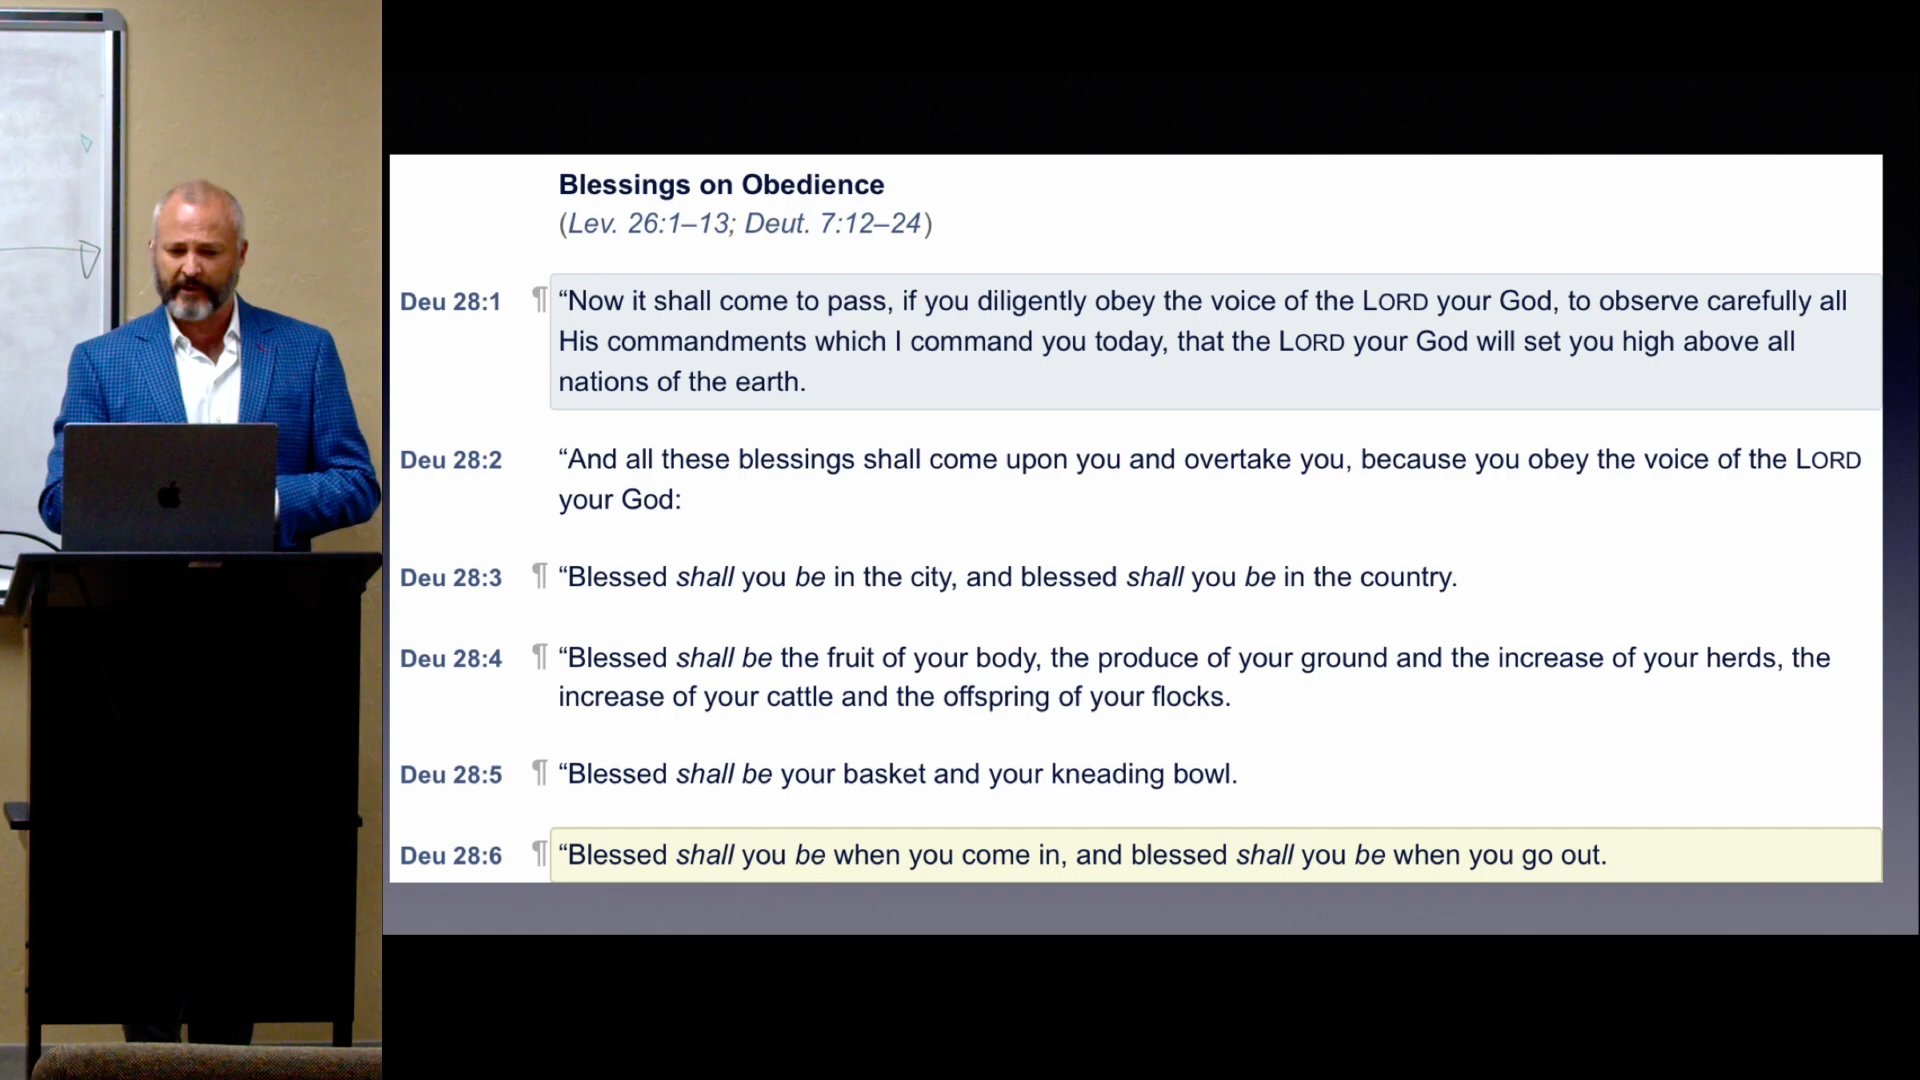 Blessings on Obedience
(Lev. 26:1–13; Deut. 7:12–24)
Deu 28:1 ¶ “Now it shall come to pass, if you diligently obey the voice of the LORD your God, to observe carefully all
His commandments which I command you today, that the LORD your God will set you high above all
nations of the earth.
Deu 28:2 “And all these blessings shall come upon you and overtake you, because you obey the voice of the LORD
your God:
Deu 28:3 ¶ “Blessed shall you be in the city, and blessed shall you be in the country.
Deu 28:4 ¶ “Blessed shall be the fruit of your body, the produce of your ground and the increase of your herds, the
increase of your cattle and the offspring of your flocks.
Deu 28:5 ¶ “Blessed shall be your basket and your kneading bowl.
Deu 28:6 ¶ “Blessed shall you be when you come in, and blessed shall you be when you go out.